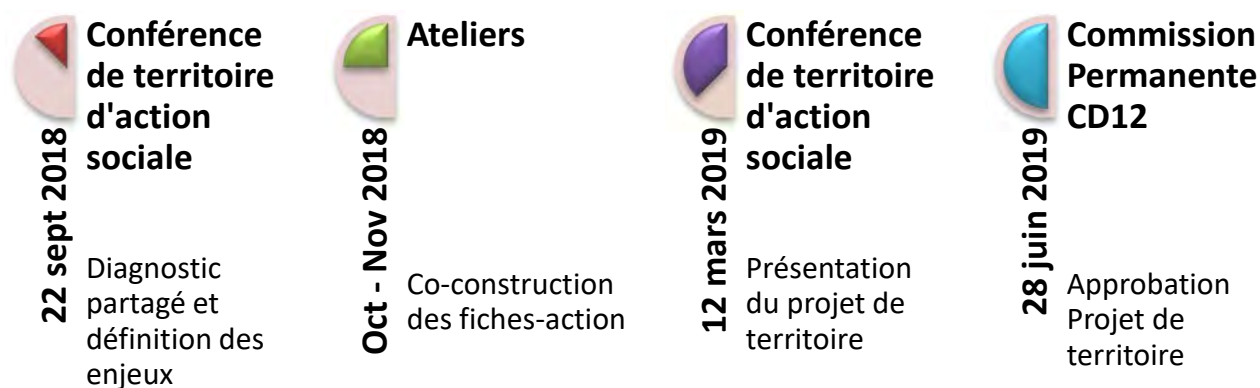 22 sept 2018
Conférence
de territoire
d'action
sociale
Diagnostic
partagé et
définition des
enjeux
Oct - Nov 2018
Ateliers
Co-construction
des fiches-action
12 mars 2019
Conférence
de territoire
d'action
sociale
Présentation
du projet de
territoire
28 juin 2019
Commission
Permanente
CD12
Approbation
Projet de
territoire